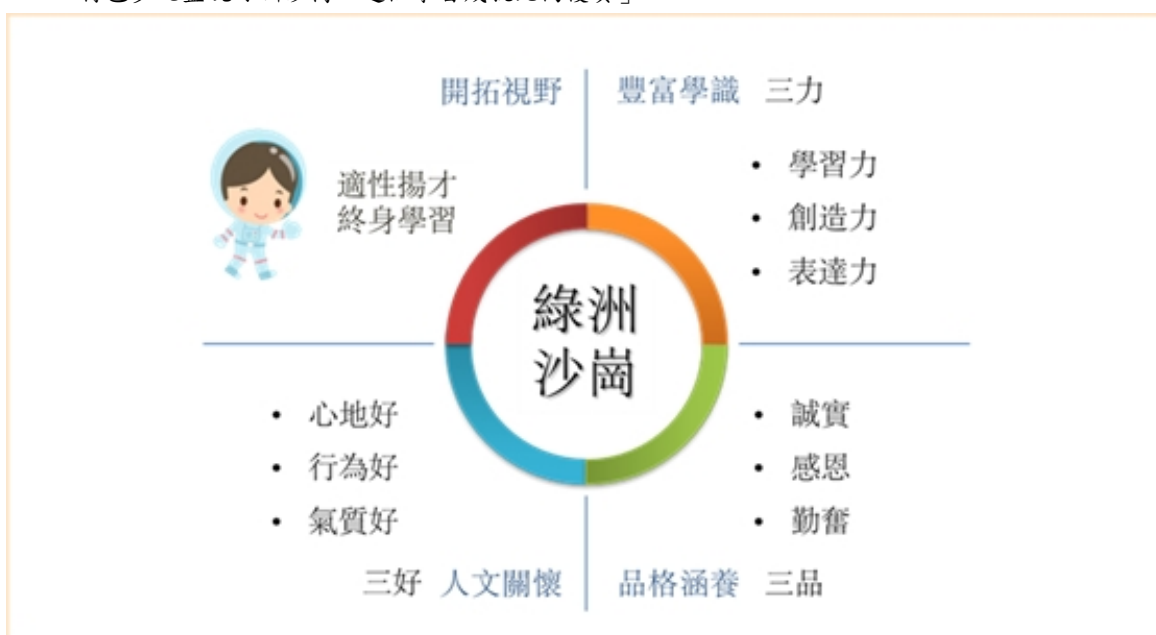 開拓視野
適性揚才
終身學習
豐富學識 三力
• 學習力
• 創造力
• 表達力
綠洲
沙崗
• 心地好
• 行為好
• 氣質好
三好 人文關懷
• 誠實
• 感恩
• 勤奮
品格涵養 三品